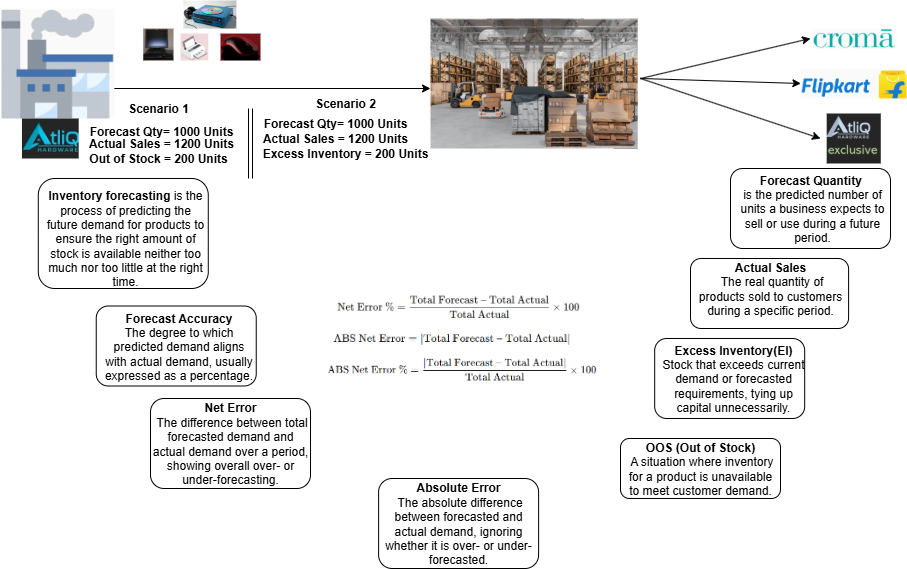 cromā
Flipkart
AtliQ
HARDWARE
exclusive
Scenario 1
Forecast Qty= 1000 Units
Actual Sales = 1200 Units
Out of Stock = 200 Units
Scenario 2
Forecast Qty= 1000 Units
Actual Sales = 1200 Units
Excess Inventory = 200 Units
AtliQ
HARDWARE
Inventory forecasting is the
process of predicting the
future demand for products to
ensure the right amount of
stock is available neither too
much nor too little at the right
time.
Forecast Quantity
is the predicted number of
units a business expects to
sell or use during a future
period.
Actual Sales
The real quantity of
products sold to customers
during a specific period.
Forecast Accuracy
The degree to which
predicted demand aligns
with actual demand, usually
expressed as a percentage.
Net Error % = Total Forecast − Total Actual / Total Actual × 100
ABS Net Error = |Total Forecast − Total Actual|
ABS Net Error % = |Total Forecast − Total Actual| / Total Actual × 100
Excess Inventory(EI)
Stock that exceeds current
demand or forecasted
requirements, tying up
capital unnecessarily.
Net Error
The difference between total
forecasted demand and
actual demand over a period,
showing overall over- or
under-forecasting.
OOS (Out of Stock)
A situation where inventory
for a product is unavailable
to meet customer demand.
Absolute Error
The absolute difference
between forecasted and
actual demand, ignoring
whether it is over- or under-
forecasted.